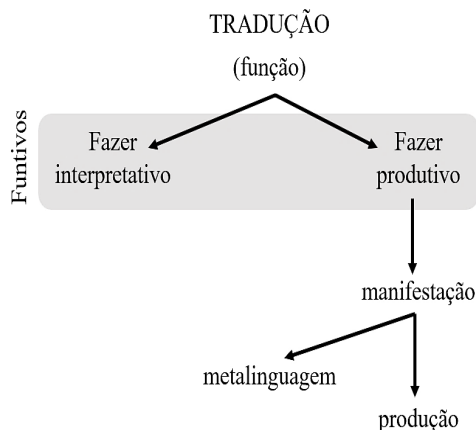 TRADUÇÃO
(função)
Funtivos
Fazer
interpretativo
Fazer
produtivo
manifestação
metalinguagem
produção